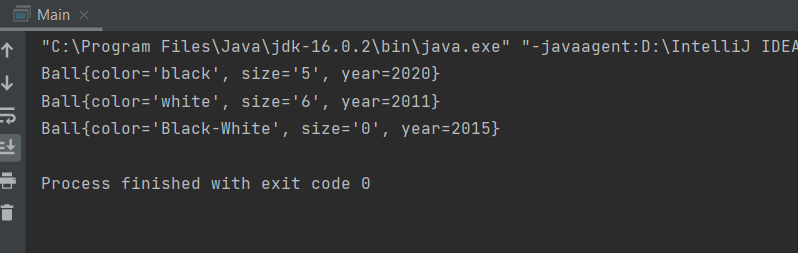 Main
"C:\Program Files\Java\jdk-16.0.2\bin\java.exe" "-javaagent:D:\IntelliJ IDEA
Ball{color='black', size='5', year=2020}
Ball{color='white', size='6', year=2011}
Ball{color='Black-White', size='0', year=2015}
Process finished with exit code 0